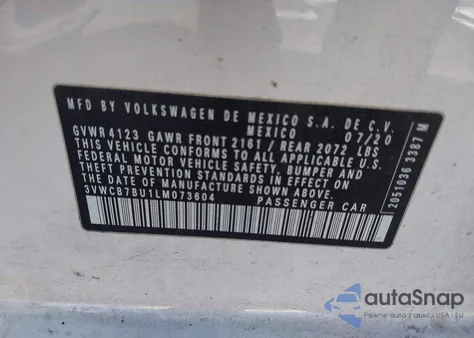 MFD BY VOLKSWAGEN DE MEXICO S.A. DE C.V.
MEXICO 07/20
GVWR 4123 GAWR FRONT 2161 / REAR 2072 LBS
THIS VEHICLE CONFORMS TO ALL APPLICABLE U.S.
FEDERAL MOTOR VEHICLE SAFETY, BUMPER, AND
THEFT PREVENTION STANDARDS IN EFFECT ON
THE DATE OF MANUFACTURE SHOWN ABOVE.
3VWCB7BU1LM073604
PASSENGER CAR
2051036 3387 M
autoSnap
Pewne auta z aukcji USA i EU